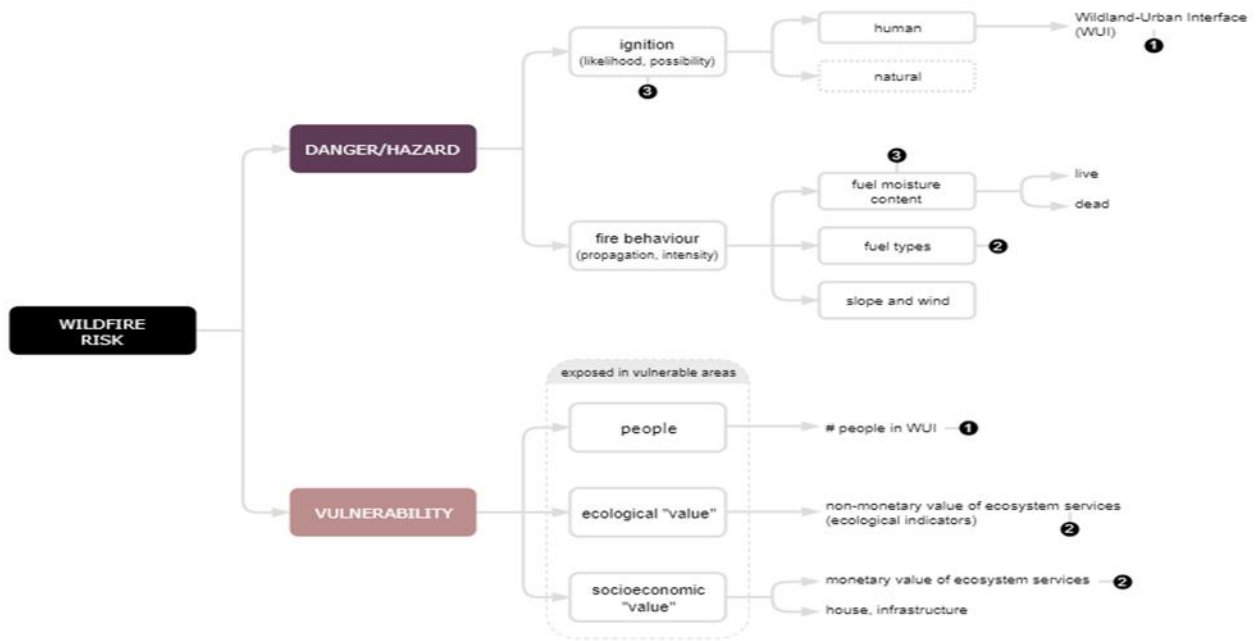 WILDFIRE
RISK
DANGER/HAZARD
ignition
(likelihood, possibility)
3
human
Wildland-Urban Interface
(WUI)
1
natural
fire behaviour
(propagation, intensity)
3
fuel moisture
content
live
dead
fuel types
2
slope and wind
VULNERABILITY
exposed in vulnerable areas
people
# people in WUI
1
ecological "value"
non-monetary value of ecosystem services
(ecological indicators)
2
socioeconomic
"value"
monetary value of ecosystem services
2
house, infrastructure